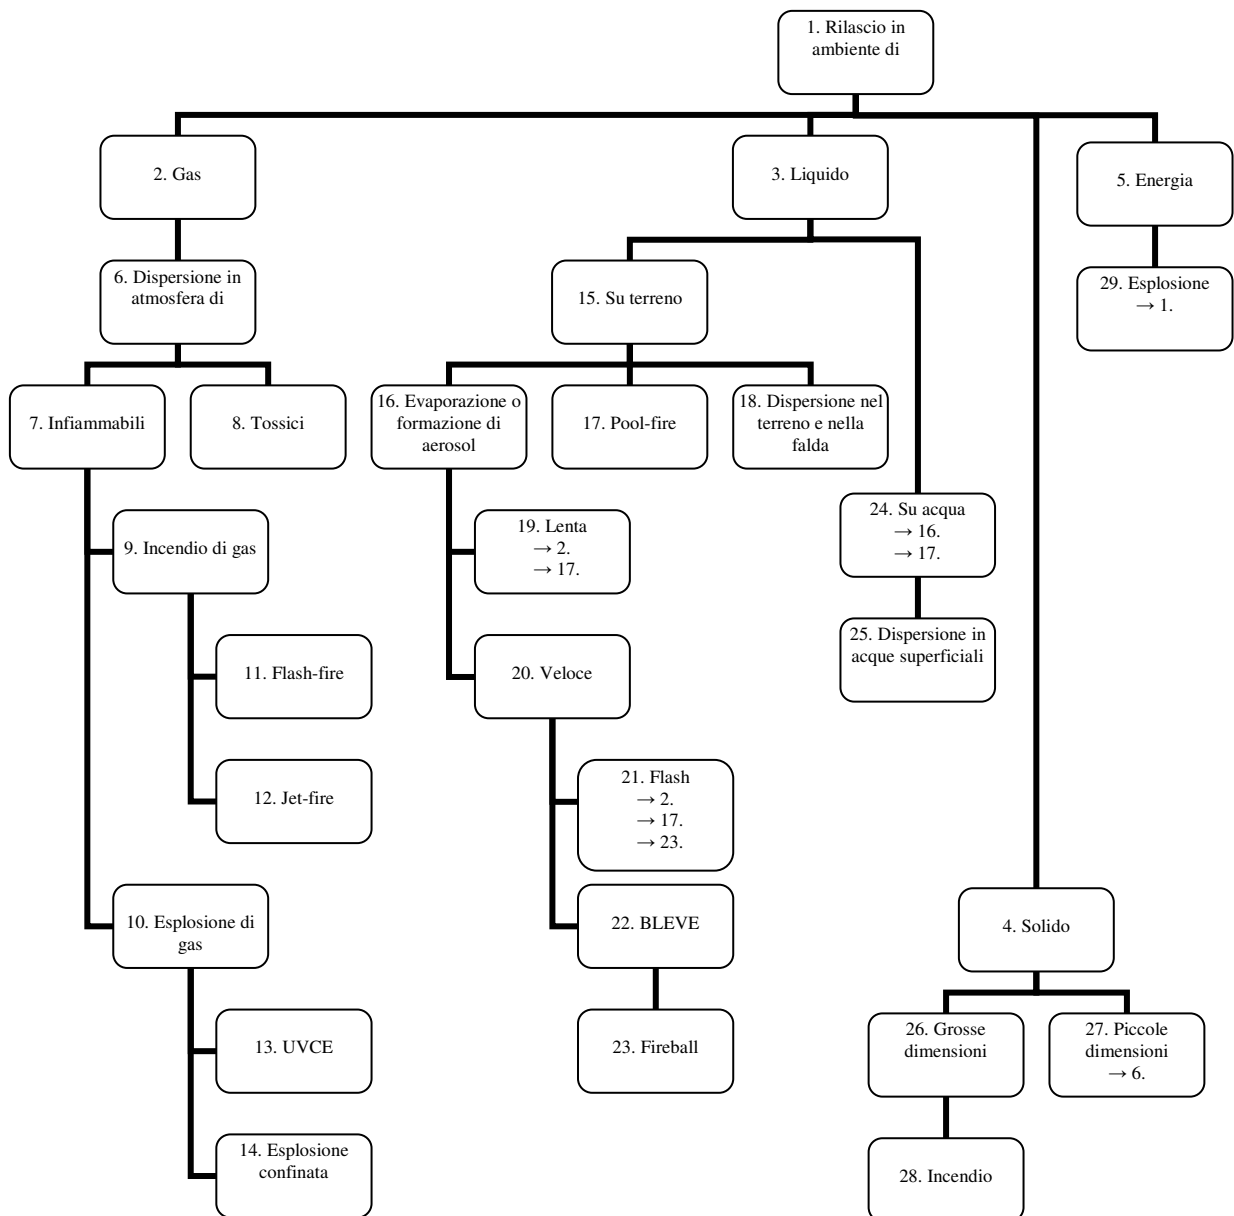 1. Rilascio in
ambiente di
2. Gas
3. Liquido
5. Energia
6. Dispersione in
atmosfera di
15. Su terreno
29. Esplosione
→ 1.
7. Infiammabili
8. Tossici
16. Evaporazione o
formazione di
aerosol
17. Pool-fire
18. Dispersione nel
terreno e nella
falda
9. Incendio di gas
19. Lenta
→ 2.
→ 17.
24. Su acqua
→ 16.
→ 17.
11. Flash-fire
20. Veloce
25. Dispersione in
acque superficiali
12. Jet-fire
21. Flash
→ 2.
→ 17.
→ 23.
10. Esplosione di
gas
22. BLEVE
4. Solido
13. UVCE
23. Fireball
26. Grosse
dimensioni
27. Piccole
dimensioni
→ 6.
14. Esplosione
confinata
28. Incendio